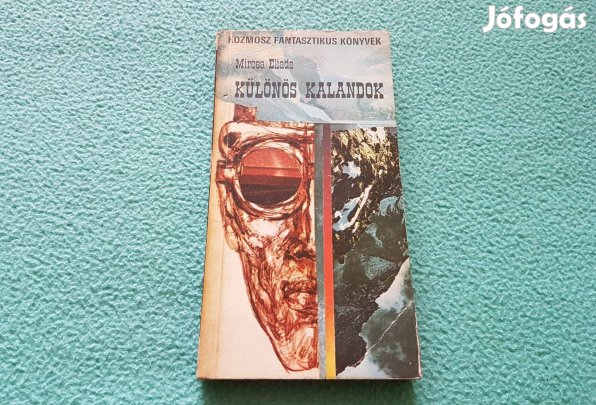 Jófogás
KOZMOSZ FANTASZTIKUS KÖNYVEK
Mircea Eliade
KÜLÖNÖS KALANDOK